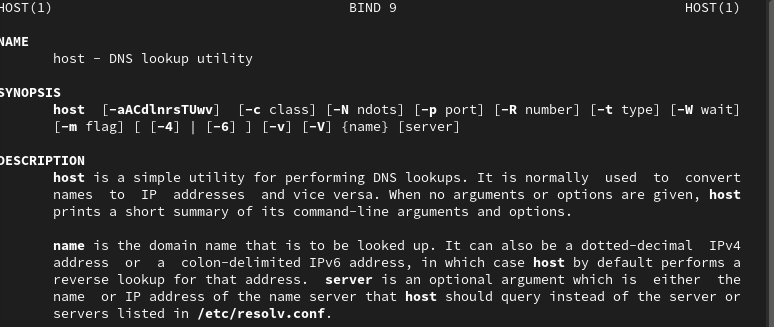 HOST(1) BIND 9 HOST(1)
NAME
host - DNS lookup utility
SYNOPSIS
host [-aACdlnrsTUwv] [-c class] [-N ndots] [-p port] [-R number] [-t type] [-W wait]
[-m flag] [ [-4] | [-6] ] [-v] [-V] {name} [server]
DESCRIPTION
host is a simple utility for performing DNS lookups. It is normally used to convert
names to IP addresses and vice versa. When no arguments or options are given, host
prints a short summary of its command-line arguments and options.
name is the domain name that is to be looked up. It can also be a dotted-decimal IPv4
address or a colon-delimited IPv6 address, in which case host by default performs a
reverse lookup for that address. server is an optional argument which is either the
name or IP address of the name server that host should query instead of the server or
servers listed in /etc/resolv.conf.